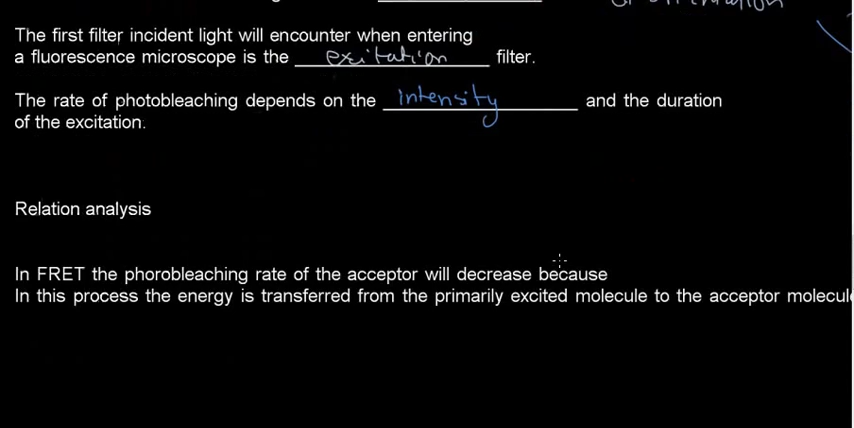 The first filter incident light will encounter when entering
a fluorescence microscope is the exitation filter.
The rate of photobleaching depends on the intensity and the duration
of the excitation.
Relation analysis
In FRET the phorobleaching rate of the acceptor will decrease because
In this process the energy is transferred from the primarily excited molecule to the acceptor molecul